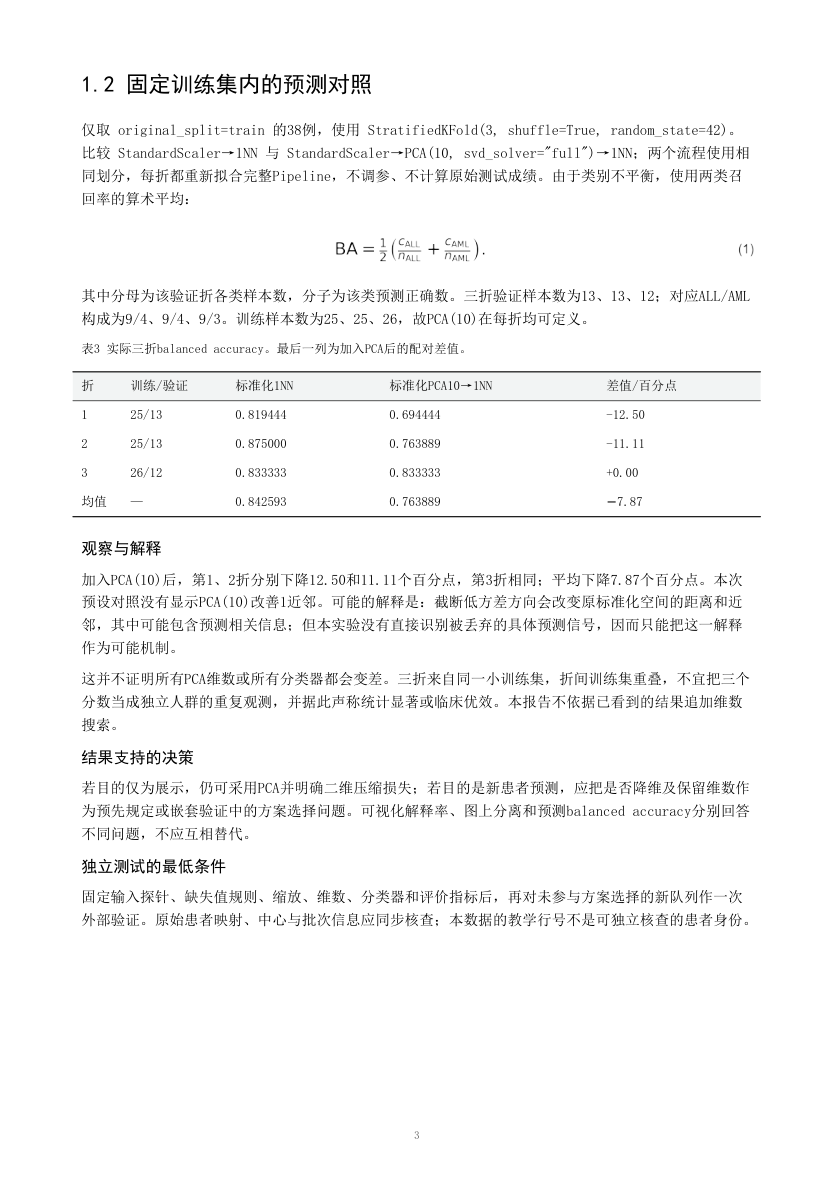 1.2 固定训练集内的预测对照
仅取 original_split=train 的38例，使用 StratifiedKFold(3, shuffle=True, random_state=42)。
比较 StandardScaler→1NN 与 StandardScaler→PCA(10, svd_solver="full")→1NN；两个流程使用相
同划分，每折都重新拟合完整Pipeline，不调参、不计算原始测试成绩。由于类别不平衡，使用两类召
回率的算术平均：
BA = 1/2 (c_ALL/n_ALL + c_AML/n_AML). (1)
其中分母为该验证折各类样本数，分子为该类预测正确数。三折验证样本数为13、13、12；对应ALL/AML
构成为9/4、9/4、9/3。训练样本数为25、25、26，故PCA(10)在每折均可定义。
表3 实际三折balanced accuracy。最后一列为加入PCA后的配对差值。
折 训练/验证 标准化1NN 标准化PCA10→1NN 差值/百分点
1 25/13 0.819444 0.694444 -12.50
2 25/13 0.875000 0.763889 -11.11
3 26/12 0.833333 0.833333 +0.00
均值 — 0.842593 0.763889 −7.87
观察与解释
加入PCA(10)后，第1、2折分别下降12.50和11.11个百分点，第3折相同；平均下降7.87个百分点。本次
预设对照没有显示PCA(10)改善1近邻。可能的解释是：截断低方差方向会改变原标准化空间的距离和近
邻，其中可能包含预测相关信息；但本实验没有直接识别被丢弃的具体预测信号，因而只能把这一解释
作为可能机制。
这并不证明所有PCA维数或所有分类器都会变差。三折来自同一小训练集，折间训练集重叠，不宜把三个
分数当成独立人群的重复观测，并据此声称统计显著或临床优效。本报告不依据已看到的结果追加维数
搜索。
结果支持的决策
若目的仅为展示，仍可采用PCA并明确二维压缩损失；若目的是新患者预测，应把是否降维及保留维数作
为预先规定或嵌套验证中的方案选择问题。可视化解释率、图上分离和预测balanced accuracy分别回答
不同问题，不应互相替代。
独立测试的最低条件
固定输入探针、缺失值规则、缩放、维数、分类器和评价指标后，再对未参与方案选择的新队列作一次
外部验证。原始患者映射、中心与批次信息应同步核查；本数据的教学行号不是可独立核查的患者身份。
3